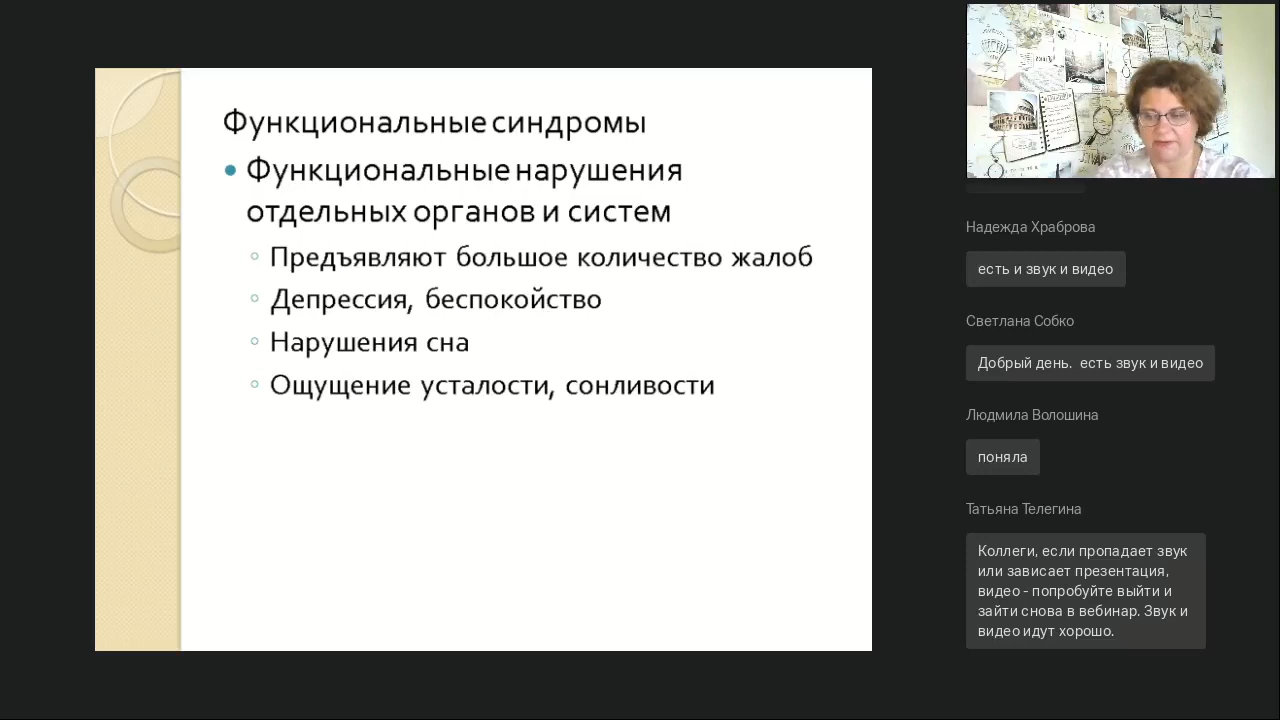 Функциональные синдромы
Функциональные нарушения
отдельных органов и систем
Предъявляют большое количество жалоб
Депрессия, беспокойство
Нарушения сна
Ощущение усталости, сонливости
Надежда Храброва
есть и звук и видео
Светлана Собко
Добрый день. есть звук и видео
Людмила Волошина
поняла
Татьяна Телегина
Коллеги, если пропадает звук
или зависает презентация,
видео - попробуйте выйти и
зайти снова в вебинар. Звук и
видео идут хорошо.